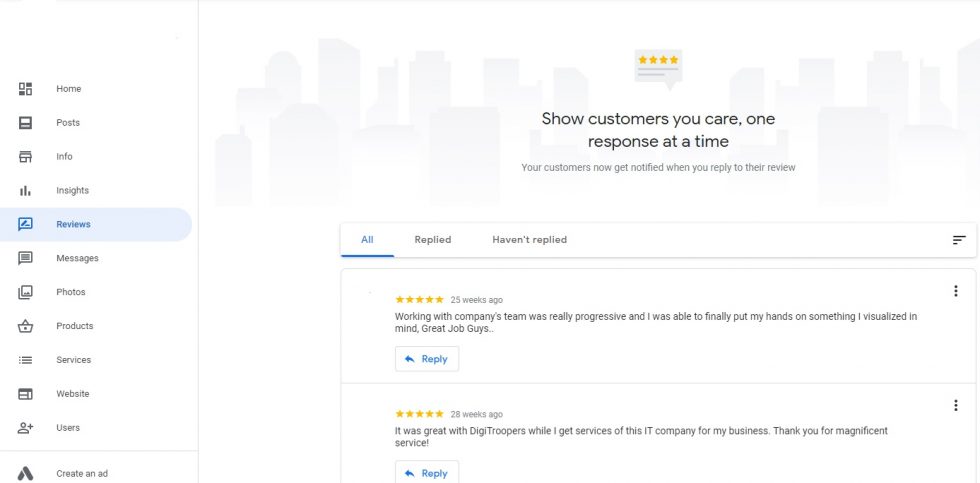 Home
Posts
Info
Insights
Reviews
Messages
Photos
Products
Services
Website
Users
Create an ad
Show customers you care, one
response at a time
Your customers now get notified when you reply to their review
All Replied Haven't replied
25 weeks ago
Working with company's team was really progressive and I was able to finally put my hands on something I visualized in
mind, Great Job Guys..
Reply
28 weeks ago
It was great with DigiTroopers while I get services of this IT company for my business. Thank you for magnificent
service!
Reply